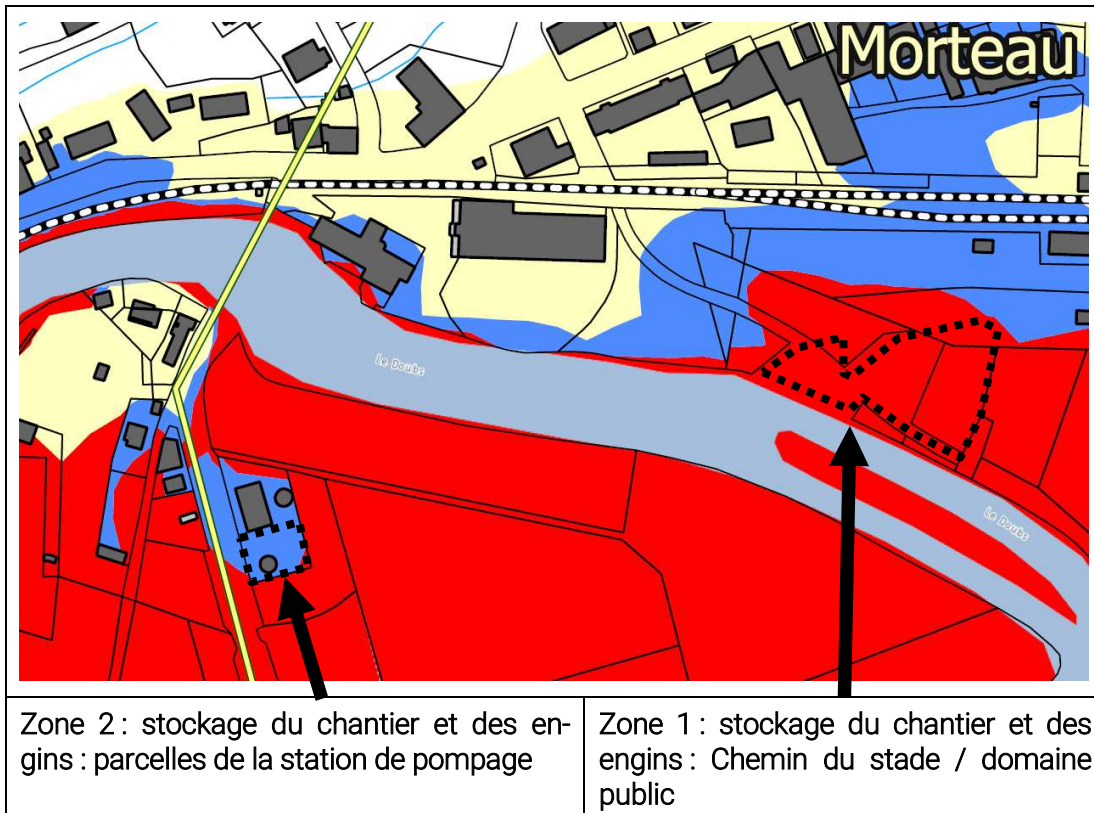 Morteau
Le Doubs
Le Doubs
Zone 2 : stockage du chantier et des en-
gins : parcelles de la station de pompage
Zone 1 : stockage du chantier et des
engins : Chemin du stade / domaine
public